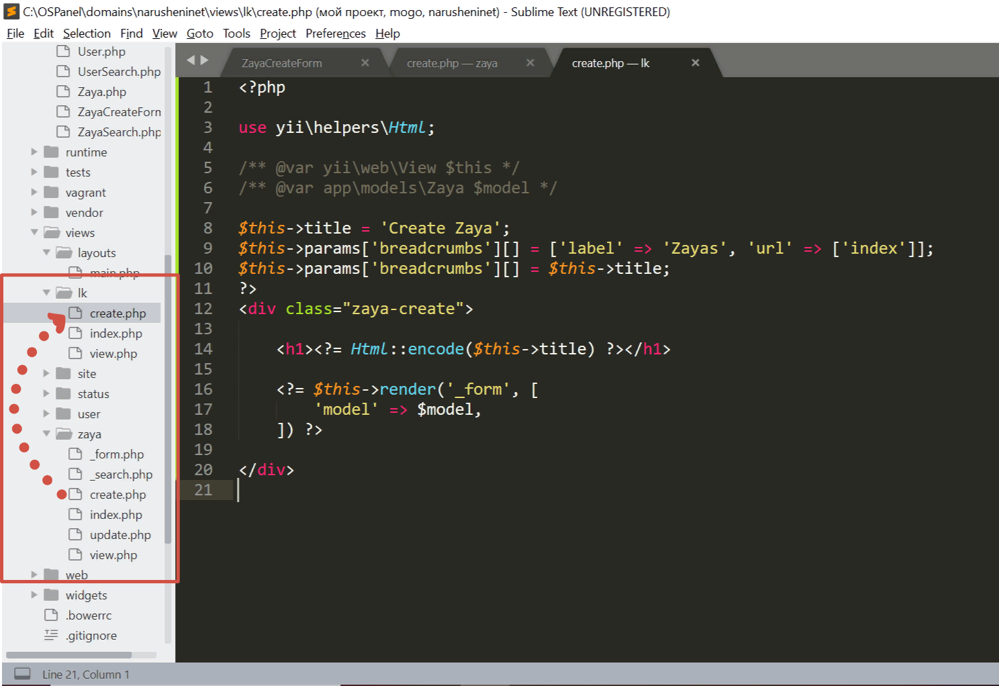 C:\OSPanel\domains\narusheninet\views\lk\create.php (мой проект, mogo, narusheninet) - Sublime Text (UNREGISTERED)
File Edit Selection Find View Goto Tools Project Preferences Help
User.php
UserSearch.php
Zaya.php
ZayaCreateForm
ZayaSearch.php
runtime
tests
vagrant
vendor
views
layouts
main.php
lk
create.php
index.php
view.php
site
status
user
zaya
_form.php
_search.php
create.php
index.php
update.php
view.php
web
widgets
.bowerrc
.gitignore
ZayaCreateForm × create.php — zaya × create.php — lk ×
1 <?php
2
3 use yii\helpers\Html;
4
5 /** @var yii\web\View $this */
6 /** @var app\models\Zaya $model */
7
8 $this->title = 'Create Zaya';
9 $this->params['breadcrumbs'][] = ['label' => 'Zayas', 'url' => ['index']];
10 $this->params['breadcrumbs'][] = $this->title;
11 ?>
12 <div class="zaya-create">
13
14 <h1><?= Html::encode($this->title) ?></h1>
15
16 <?= $this->render('_form', [
17 'model' => $model,
18 ]) ?>
19
20 </div>
21
Line 21, Column 1